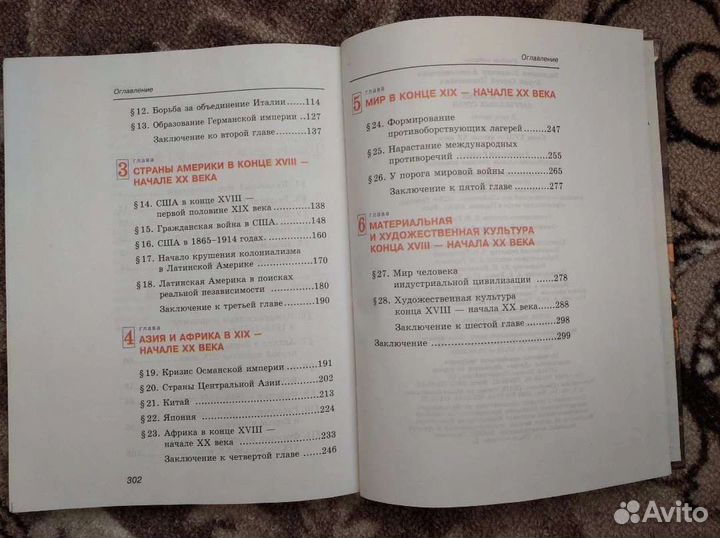 Оглавление
§ 12. Борьба за объединение Италии ......114
§ 13. Образование Германской империи ..127
Заключение ко второй главе ........137
3 глава
СТРАНЫ АМЕРИКИ В КОНЦЕ XVIII —
НАЧАЛЕ XX ВЕКА
§ 14. США в конце XVIII —
первой половине XIX века ..........138
§ 15. Гражданская война в США. ........148
§ 16. США в 1865–1914 годах. ..........160
§ 17. Начало крушения колониализма
в Латинской Америке ............170
§ 18. Латинская Америка в поисках
реальной независимости ..........180
Заключение к третьей главе ........190
4 глава
АЗИЯ И АФРИКА В XIX —
НАЧАЛЕ XX ВЕКА
§ 19. Кризис Османской империи ........191
§ 20. Страны Центральной Азии ........202
§ 21. Китай ........................213
§ 22. Япония ......................224
§ 23. Африка в конце XVIII —
начале XX века ................233
Заключение к четвертой главе ......246
302
Оглавление
5 глава
МИР В КОНЦЕ XIX — НАЧАЛЕ XX ВЕКА
§ 24. Формирование
противоборствующих лагерей ........247
§ 25. Нарастание международных
противоречий ..................255
§ 26. У порога мировой войны ..........265
Заключение к пятой главе ..........277
6 глава
МАТЕРИАЛЬНАЯ
И ХУДОЖЕСТВЕННАЯ КУЛЬТУРА
КОНЦА XVIII — НАЧАЛА XX ВЕКА
§ 27. Мир человека
индустриальной цивилизации ........278
§ 28. Художественная культура
конца XVIII — начала XX века ........288
Заключение к шестой главе ........298
Заключение ........................299
Avito